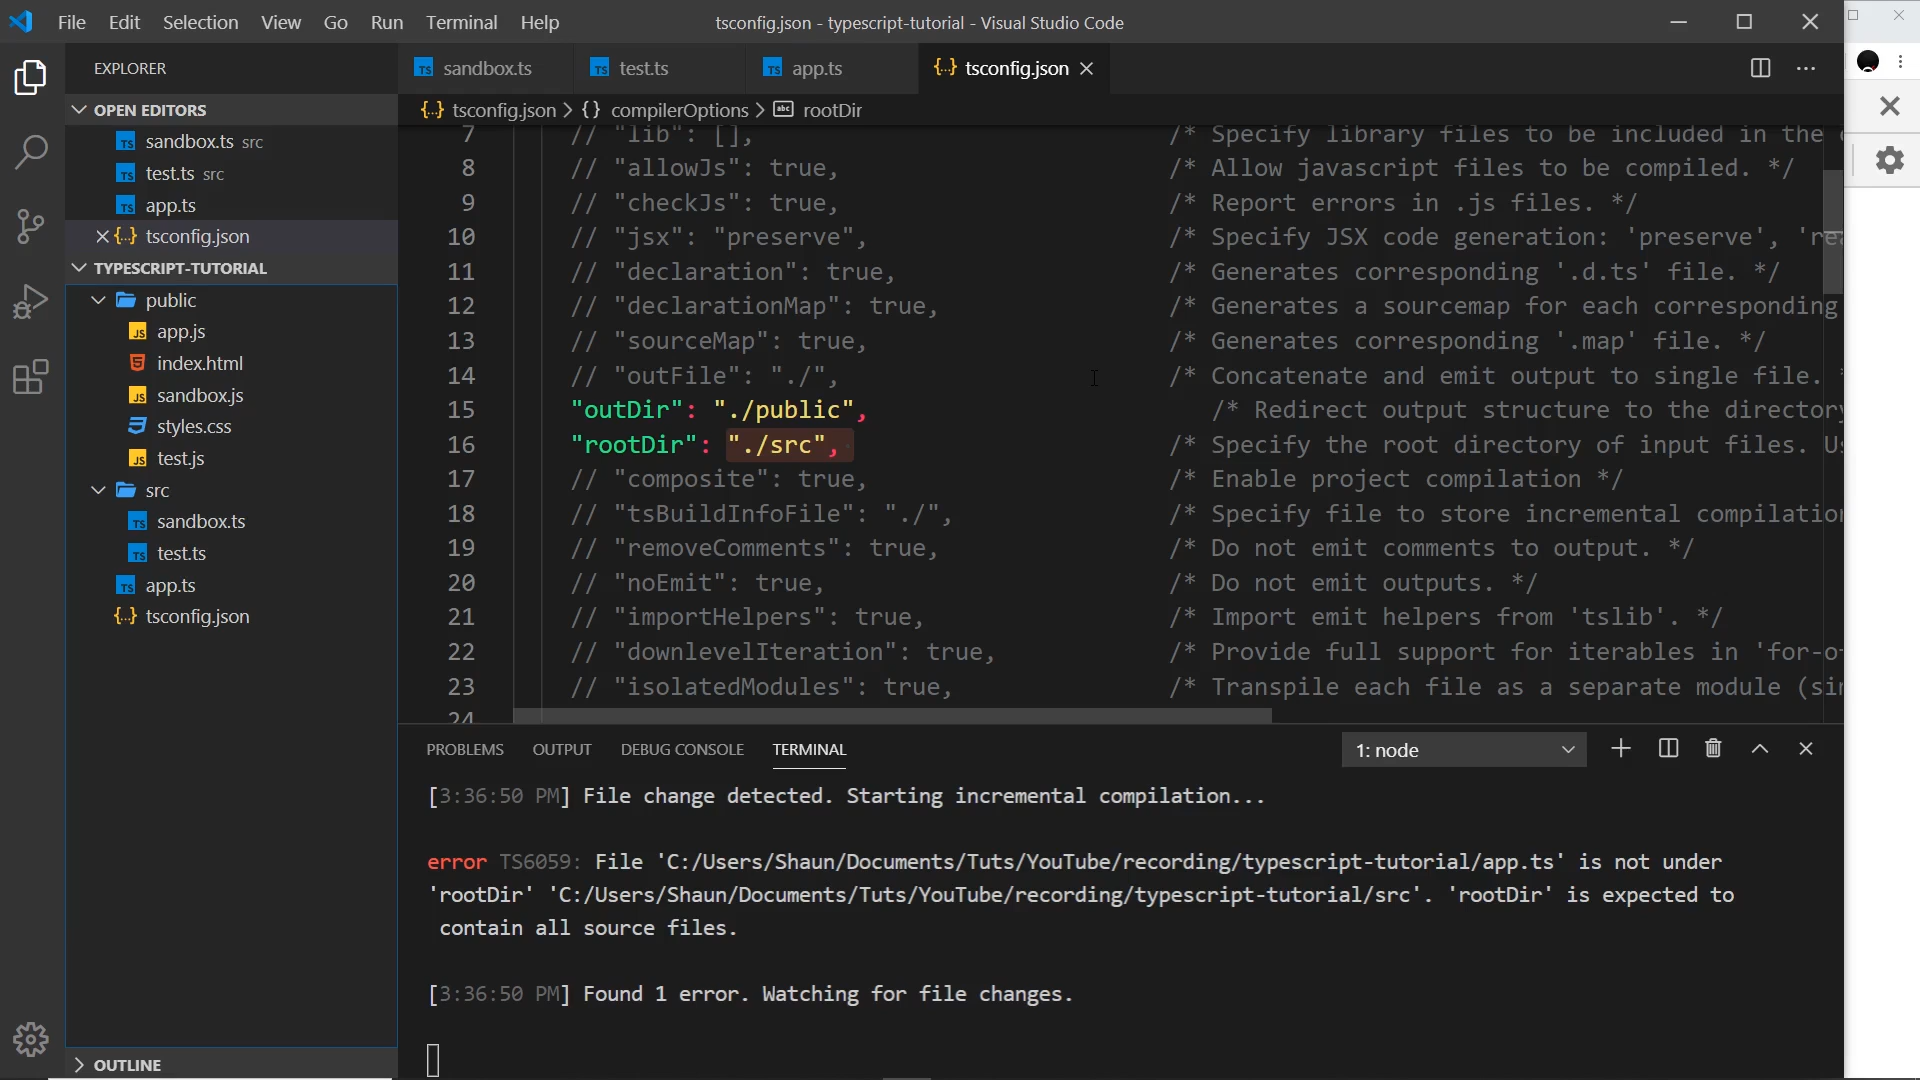 File Edit Selection View Go Run Terminal Help
tsconfig.json - typescript-tutorial - Visual Studio Code
EXPLORER
OPEN EDITORS
sandbox.ts src
test.ts src
app.ts
tsconfig.json
TYPESCRIPT-TUTORIAL
public
app.js
index.html
sandbox.js
styles.css
test.js
src
sandbox.ts
test.ts
app.ts
tsconfig.json
OUTLINE
sandbox.ts test.ts app.ts tsconfig.json
tsconfig.json > {} compilerOptions > rootDir
7 // "lib": [], /* Specify library files to be included in the
8 // "allowJs": true, /* Allow javascript files to be compiled. */
9 // "checkJs": true, /* Report errors in .js files. */
10 // "jsx": "preserve", /* Specify JSX code generation: 'preserve',
11 // "declaration": true, /* Generates corresponding '.d.ts' file. */
12 // "declarationMap": true, /* Generates a sourcemap for each corresponding
13 // "sourceMap": true, /* Generates corresponding '.map' file. */
14 // "outFile": "./", /* Concatenate and emit output to single file.
15 "outDir": "./public", /* Redirect output structure to the directory
16 "rootDir": "./src", /* Specify the root directory of input files.
17 // "composite": true, /* Enable project compilation */
18 // "tsBuildInfoFile": "./", /* Specify file to store incremental compilation
19 // "removeComments": true, /* Do not emit comments to output. */
20 // "noEmit": true, /* Do not emit outputs. */
21 // "importHelpers": true, /* Import emit helpers from 'tslib'. */
22 // "downlevelIteration": true, /* Provide full support for iterables in
23 // "isolatedModules": true, /* Transpile each file as a separate module
24
PROBLEMS OUTPUT DEBUG CONSOLE TERMINAL
1: node
[3:36:50 PM] File change detected. Starting incremental compilation...
error TS6059: File 'C:/Users/Shaun/Documents/Tuts/YouTube/recording/typescript-tutorial/app.ts' is not under
'rootDir' 'C:/Users/Shaun/Documents/Tuts/YouTube/recording/typescript-tutorial/src'. 'rootDir' is expected to
contain all source files.
[3:36:50 PM] Found 1 error. Watching for file changes.